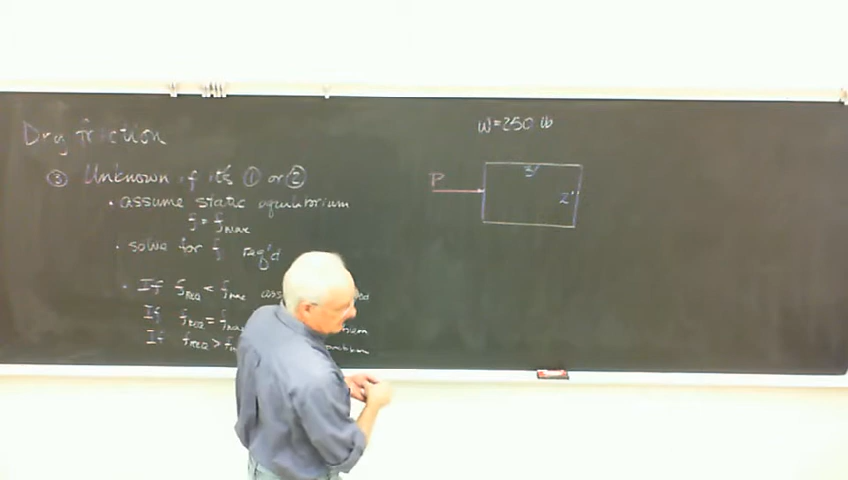 Dry friction
③ Unknown if it's ① or ②
• assume static equilibrium
f = fmax
• solve for f req'd
• If fREQ < fmax
If fREQ =
If fREQ >
W=250 lb
P
3'
2'